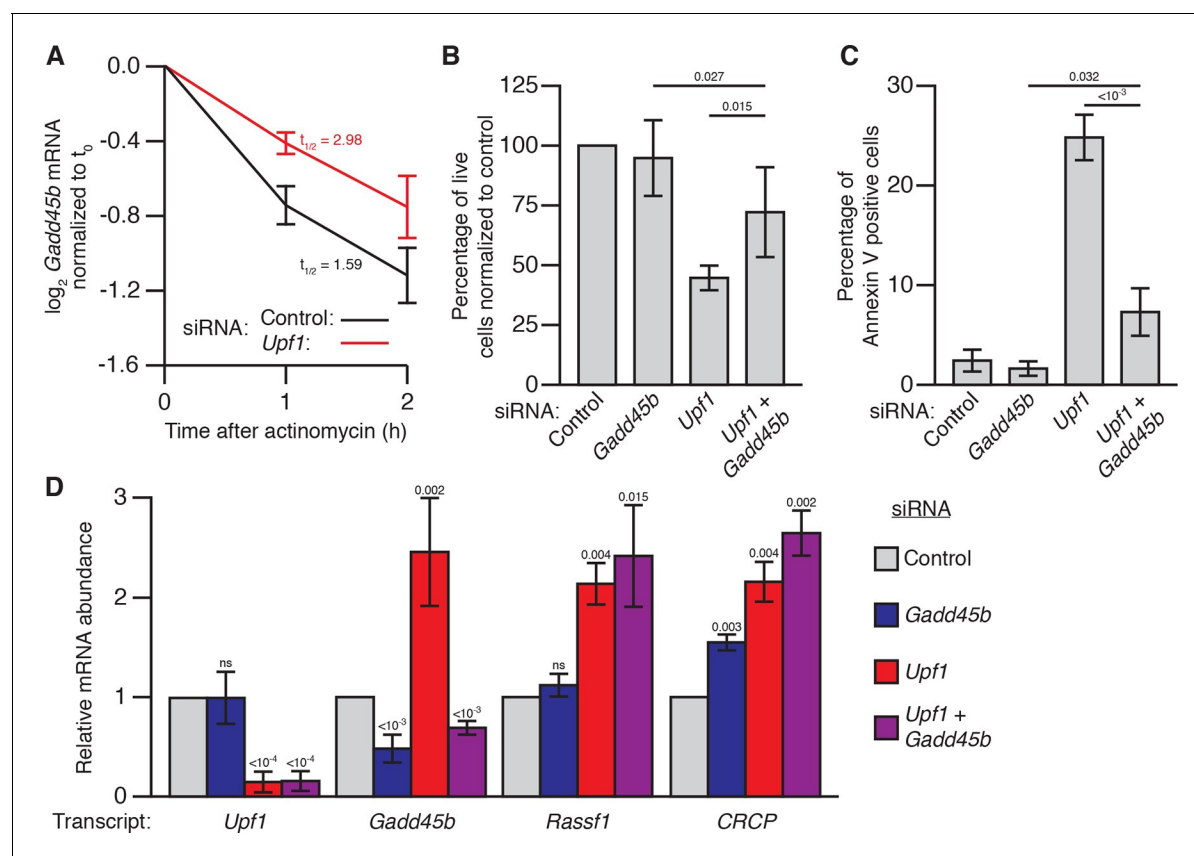 A
0.0
-0.4
-0.8
-1.2
-1.6
log2 Gadd45b mRNA
normalized to t0
t1/2 = 2.98
t1/2 = 1.59
siRNA:
Control:
Upf1:
0
1
2
Time after actinomycin (h)
B
125
100
75
50
25
0
Percentage of live
cells normalized to control
0.027
0.015
siRNA:
Control
Gadd45b
Upf1
Upf1 +
Gadd45b
C
30
20
10
0
Percentage of
Annexin V positive cells
0.032
<10-3
siRNA:
Control
Gadd45b
Upf1
Upf1 +
Gadd45b
D
3
2
1
0
Relative mRNA abundance
ns
<10-4
<10-4
<10-3
0.002
<10-3
ns
0.004
0.015
0.003
0.004
0.002
Transcript:
Upf1
Gadd45b
Rassf1
CRCP
siRNA
Control
Gadd45b
Upf1
Upf1 +
Gadd45b